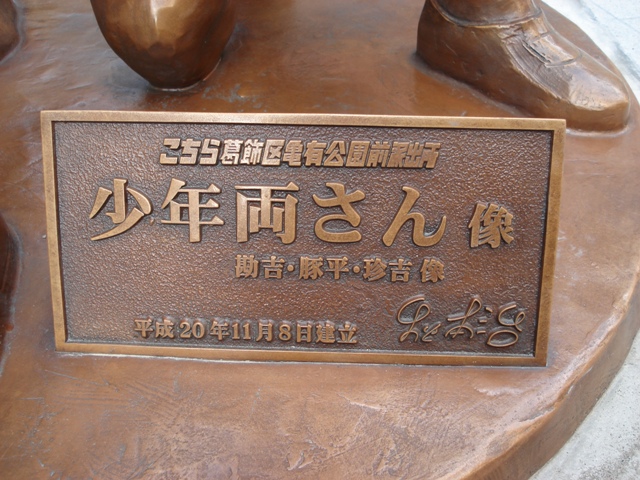 こちら葛飾区亀有公園前派出所
少年両さん像
勘吉・豚平・珍吉像
平成20年11月8日建立